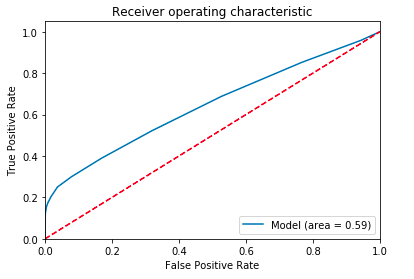 Receiver operating characteristic
True Positive Rate
1.0
0.8
0.6
0.4
0.2
0.0
Model (area = 0.59)
0.0 0.2 0.4 0.6 0.8 1.0
False Positive Rate